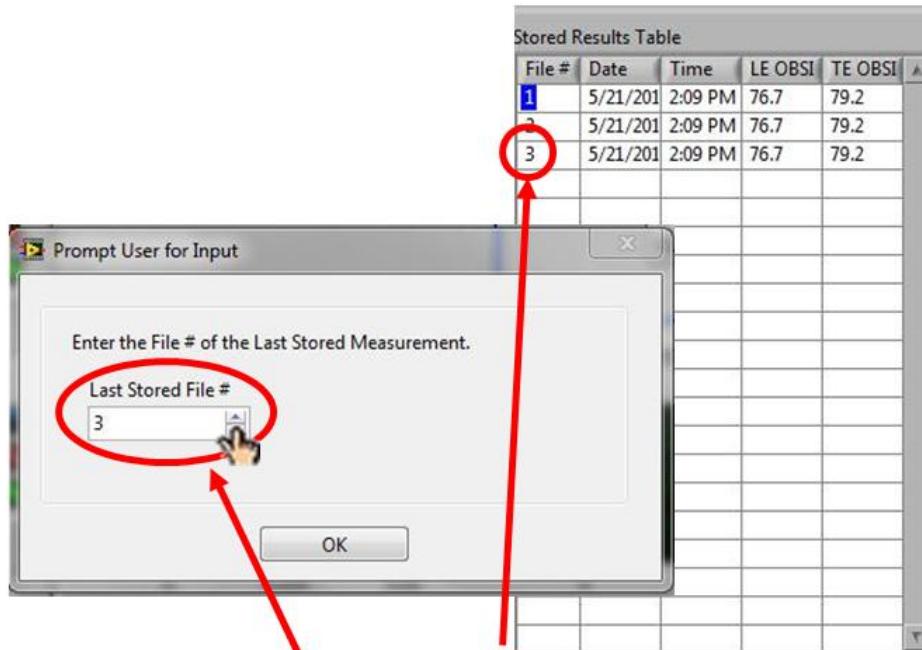 Stored Results Table
File # Date Time LE OBSI TE OBSI
1 5/21/201 2:09 PM 76.7 79.2
2 5/21/201 2:09 PM 76.7 79.2
3 5/21/201 2:09 PM 76.7 79.2
Prompt User for Input
Enter the File # of the Last Stored Measurement.
Last Stored File #
3
OK